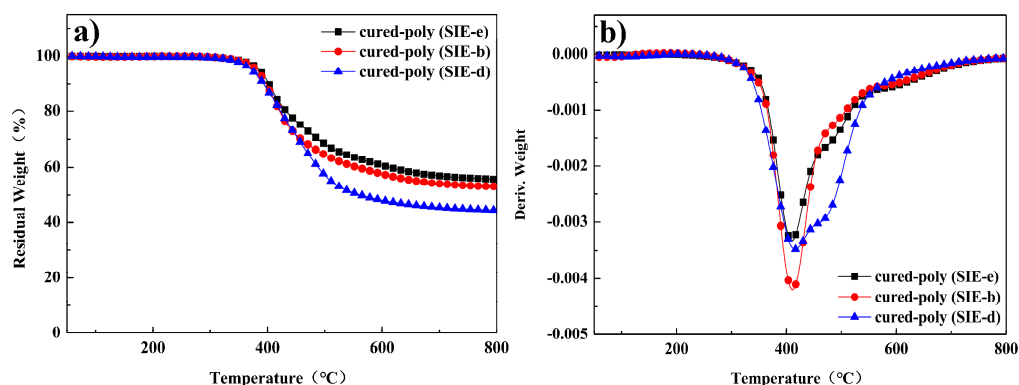 a)
cured-poly (SIE-e)
cured-poly (SIE-b)
cured-poly (SIE-d)
100
80
60
40
20
0
Residual Weight（%）
200
400
600
800
Temperature（°C）
b)
0.000
-0.001
-0.002
-0.003
-0.004
-0.005
Deriv. Weight
cured-poly (SIE-e)
cured-poly (SIE-b)
cured-poly (SIE-d)
200
400
600
800
Temperature（°C）